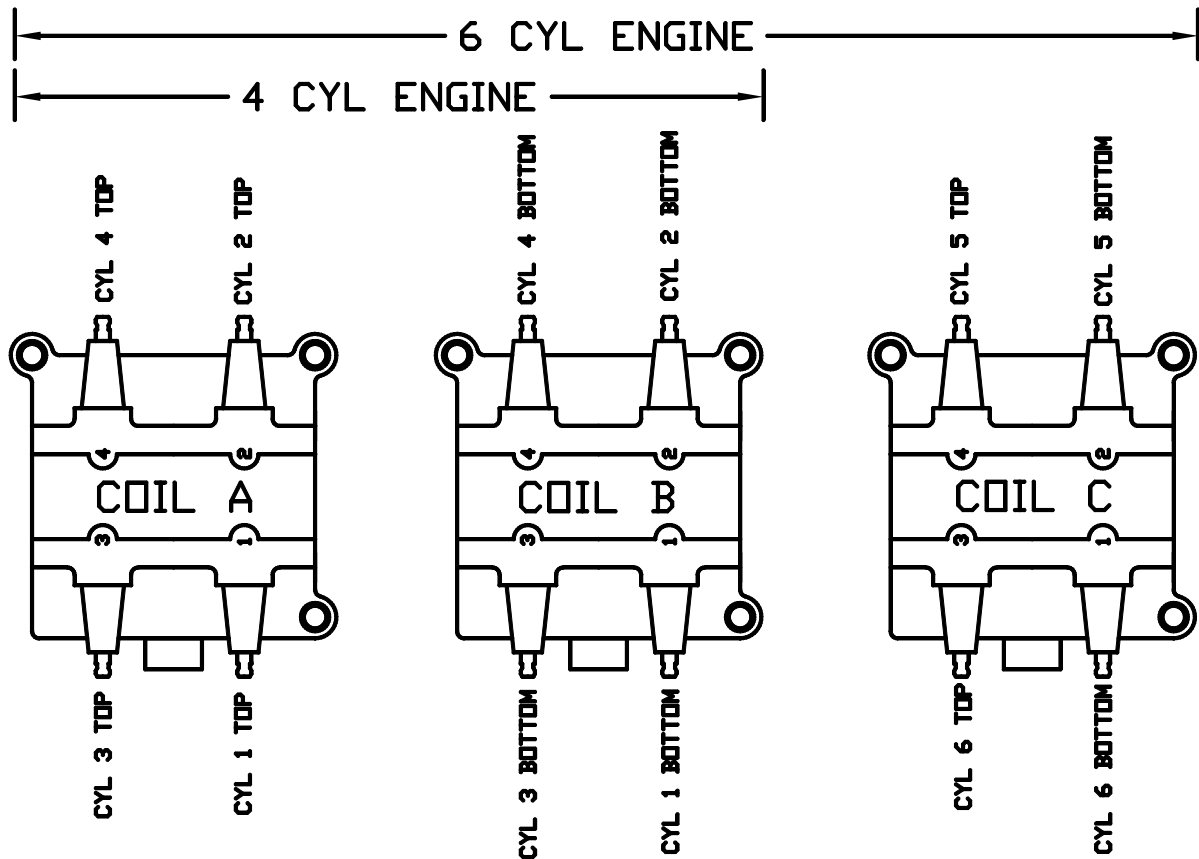 6 CYL ENGINE
4 CYL ENGINE
CYL 4 TOP
CYL 2 TOP
CYL 4 BOTTOM
CYL 2 BOTTOM
CYL 5 TOP
CYL 5 BOTTOM
4
2
4
2
4
2
COIL A
COIL B
COIL C
3
1
3
1
3
1
CYL 3 TOP
CYL 1 TOP
CYL 3 BOTTOM
CYL 1 BOTTOM
CYL 6 TOP
CYL 6 BOTTOM